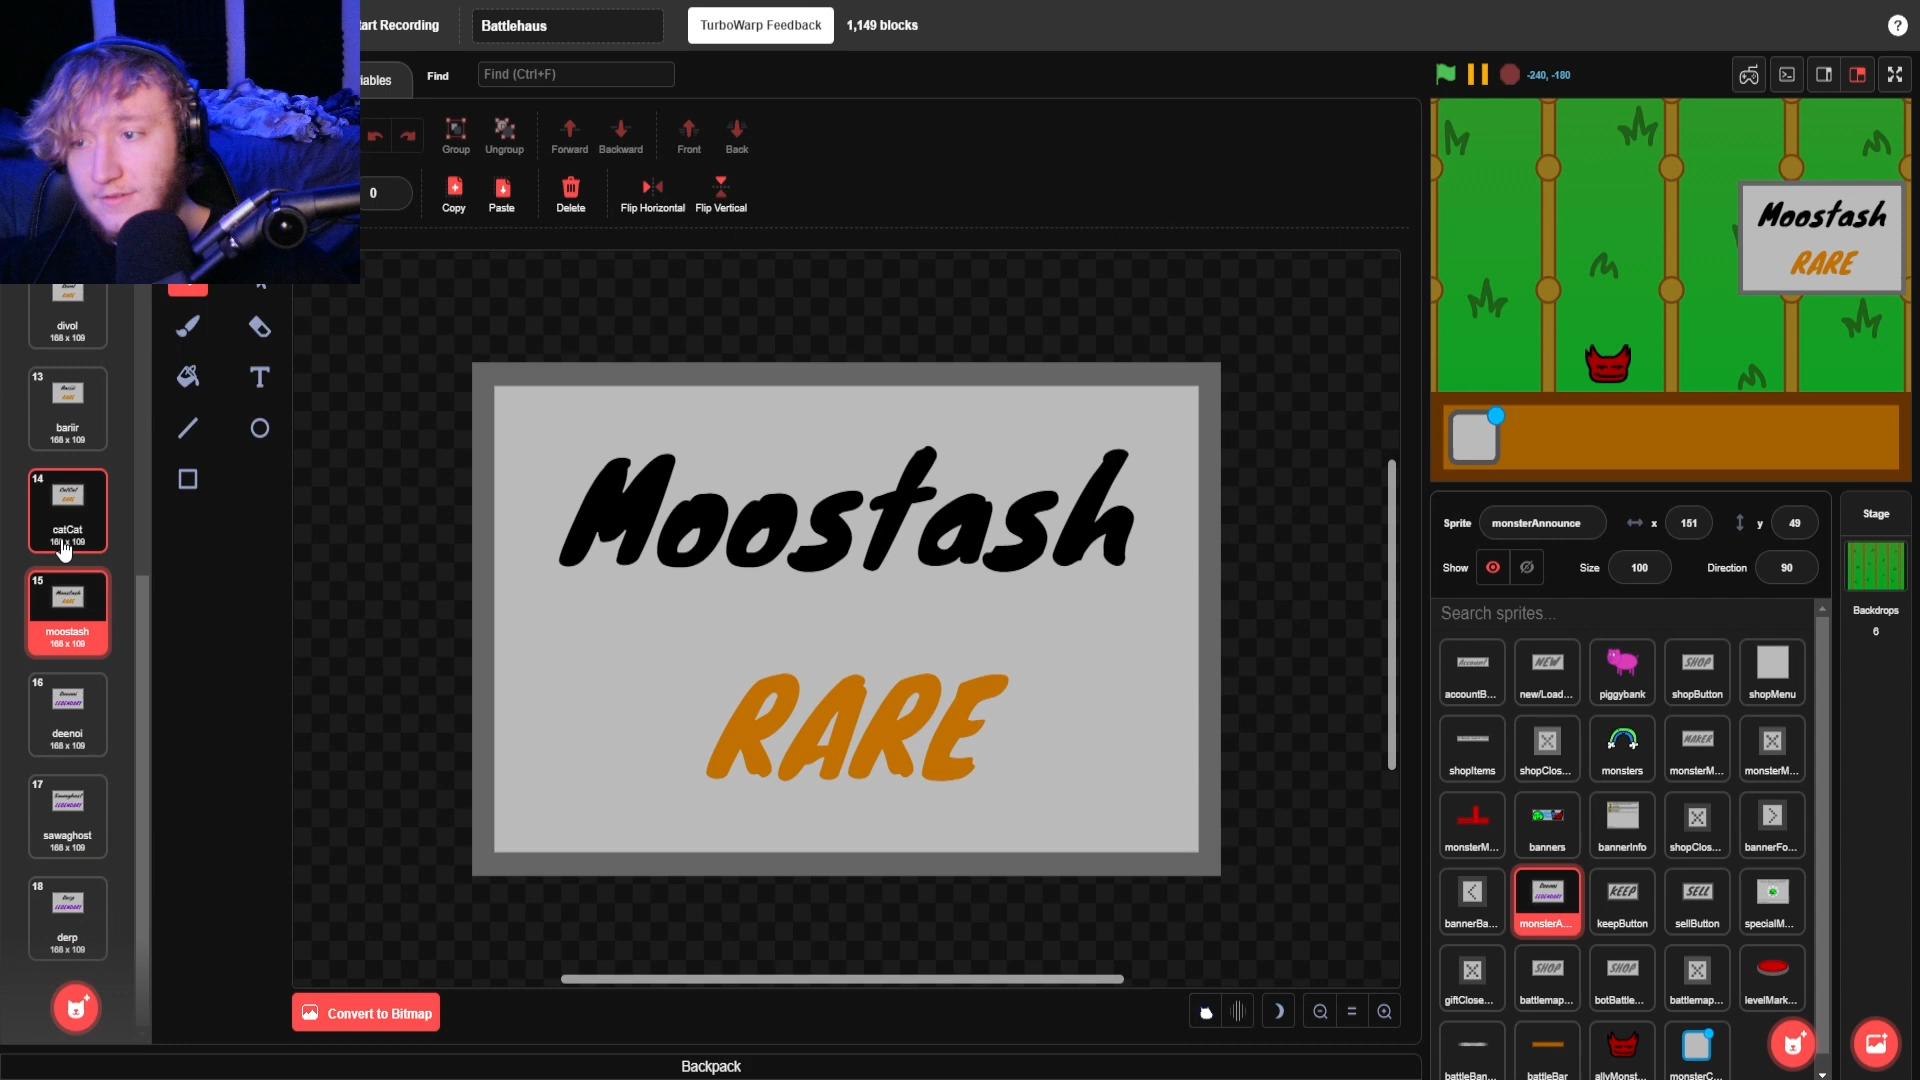 art Recording
Battlehaus
TurboWarp Feedback
1,149 blocks
?
iables
Find
Find (Ctrl+F)
-240, -180
Group
Ungroup
Forward
Backward
Front
Back
0
Copy
Paste
Delete
Flip Horizontal
Flip Vertical
Moostash
RARE
divol
168 x 109
13
bariir
168 x 109
14
catCat
168 x 109
15
moostash
168 x 109
16
deenoi
168 x 109
17
sawaghost
168 x 109
18
derp
168 x 109
T
Moostash
RARE
Convert to Bitmap
Backpack
Sprite
monsterAnnounce
x
151
y
49
Show
Size
100
Direction
90
Stage
Backdrops
6
Search sprites...
accountB...
new/Load...
piggybank
shopButton
shopMenu
shopItems
shopClos...
monsters
monsterM...
monsterM...
monsterM...
banners
bannerInfo
shopClos...
bannerFo...
bannerBa...
monsterA...
keepButton
sellButton
specialM...
giftClose...
battlemap...
botBattle...
battlemap...
levelMark...
battleBan...
battleBar
allyMonst...
monsterC...